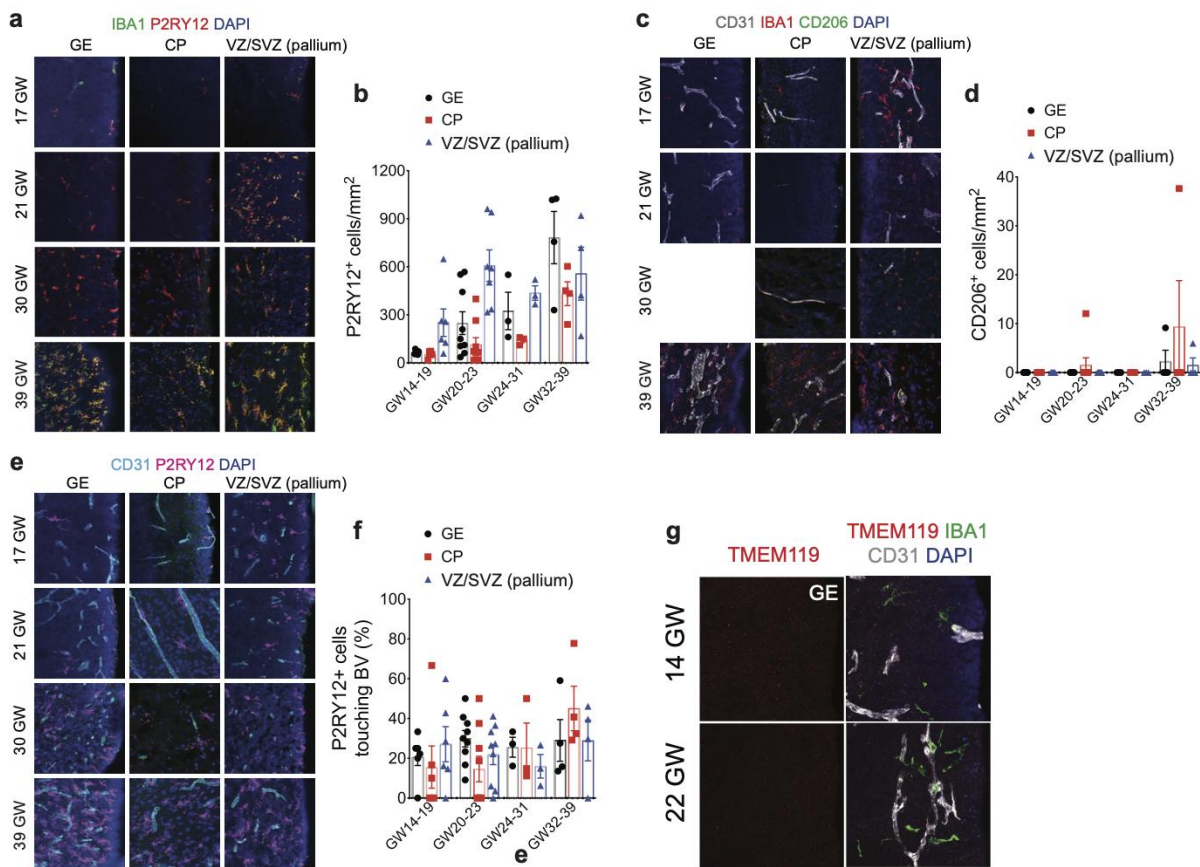 a
IBA1 P2RY12 DAPI
GE CP VZ/SVZ (pallium)
17 GW
21 GW
30 GW
39 GW
b
GE
CP
VZ/SVZ (pallium)
P2RY12⁺ cells/mm²
1200
900
600
300
0
GW14-19 GW20-23 GW24-31 GW32-39
c
CD31 IBA1 CD206 DAPI
GE CP VZ/SVZ (pallium)
17 GW
21 GW
30 GW
39 GW
d
GE
CP
VZ/SVZ (pallium)
CD206⁺ cells/mm²
40
30
20
10
0
GW14-19 GW20-23 GW24-31 GW32-39
e
CD31 P2RY12 DAPI
GE CP VZ/SVZ (pallium)
17 GW
21 GW
30 GW
39 GW
f
GE
CP
VZ/SVZ (pallium)
P2RY12+ cells
touching BV (%)
100
80
60
40
20
0
GW14-19 GW20-23 GW24-31 GW32-39
e
g
TMEM119
TMEM119 IBA1
CD31 DAPI
GE
14 GW
22 GW